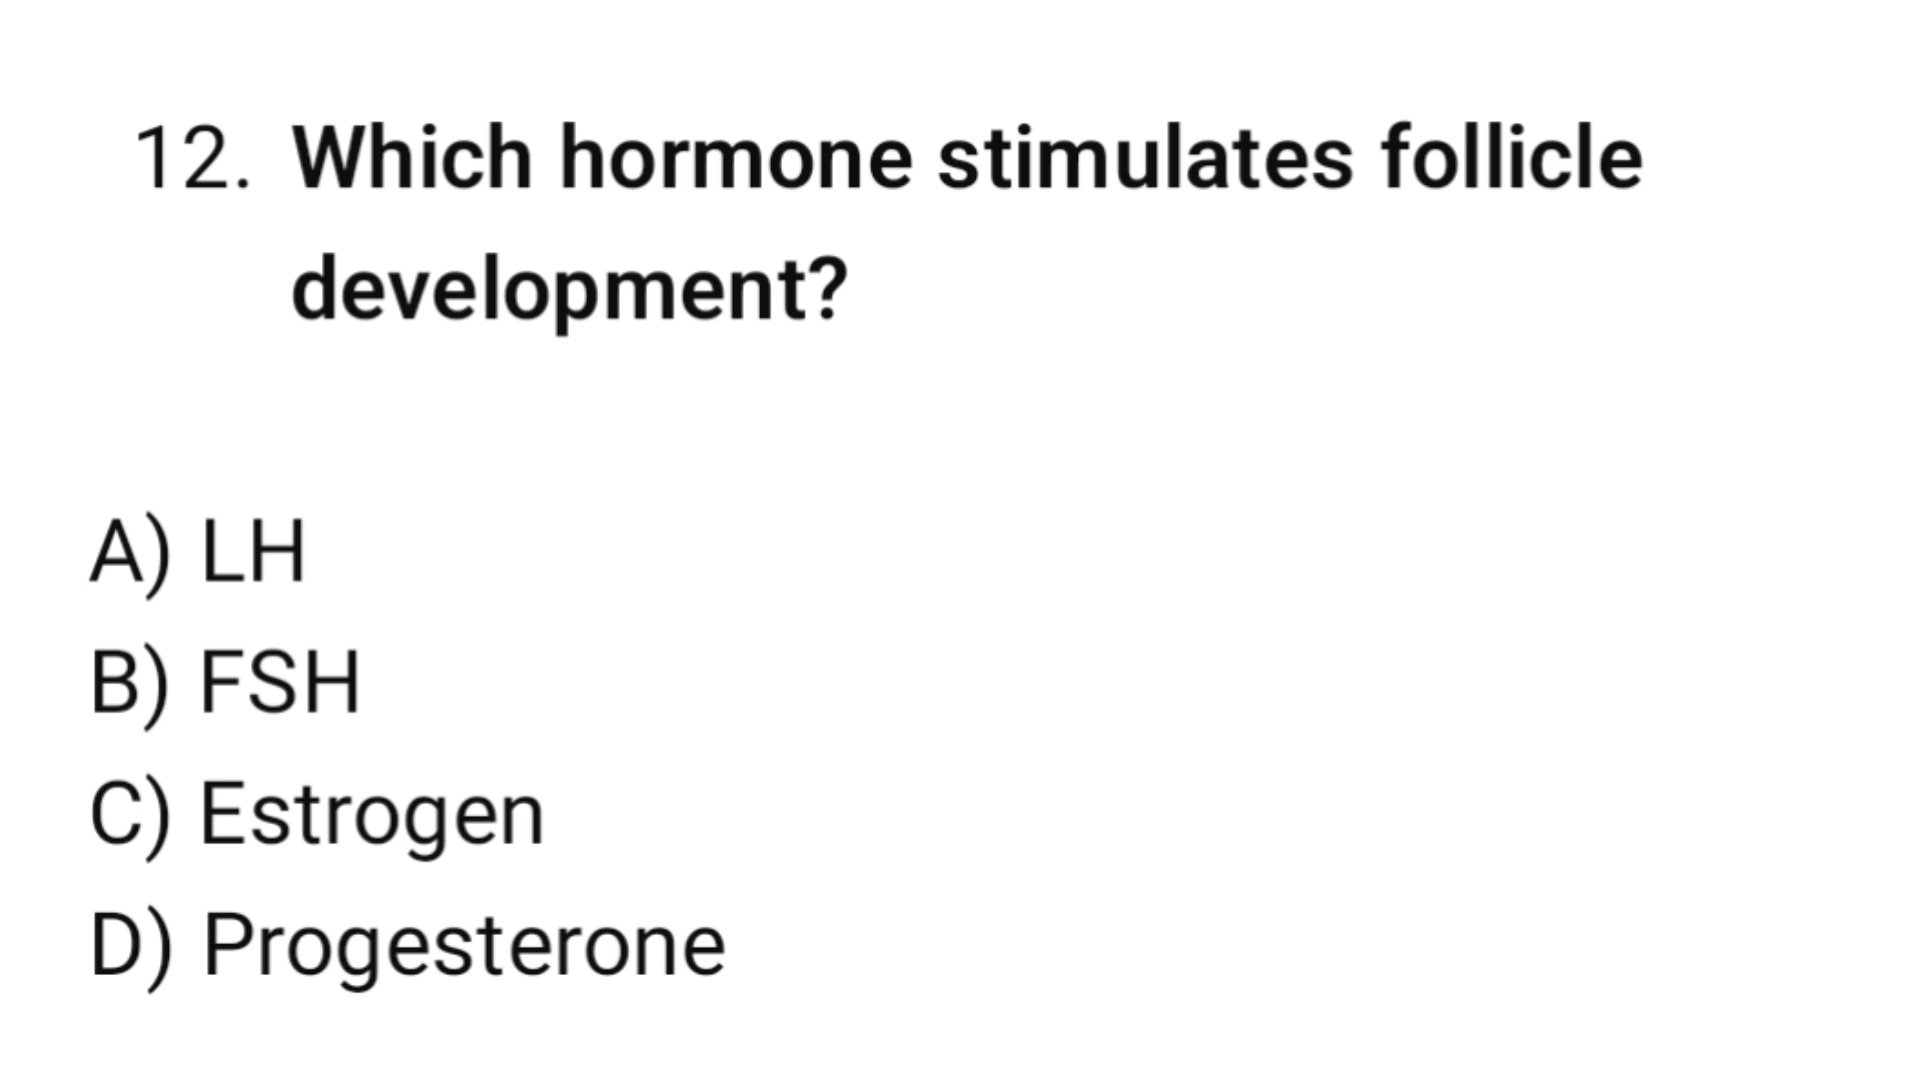 12. Which hormone stimulates follicle
development?
A) LH
B) FSH
C) Estrogen
D) Progesterone